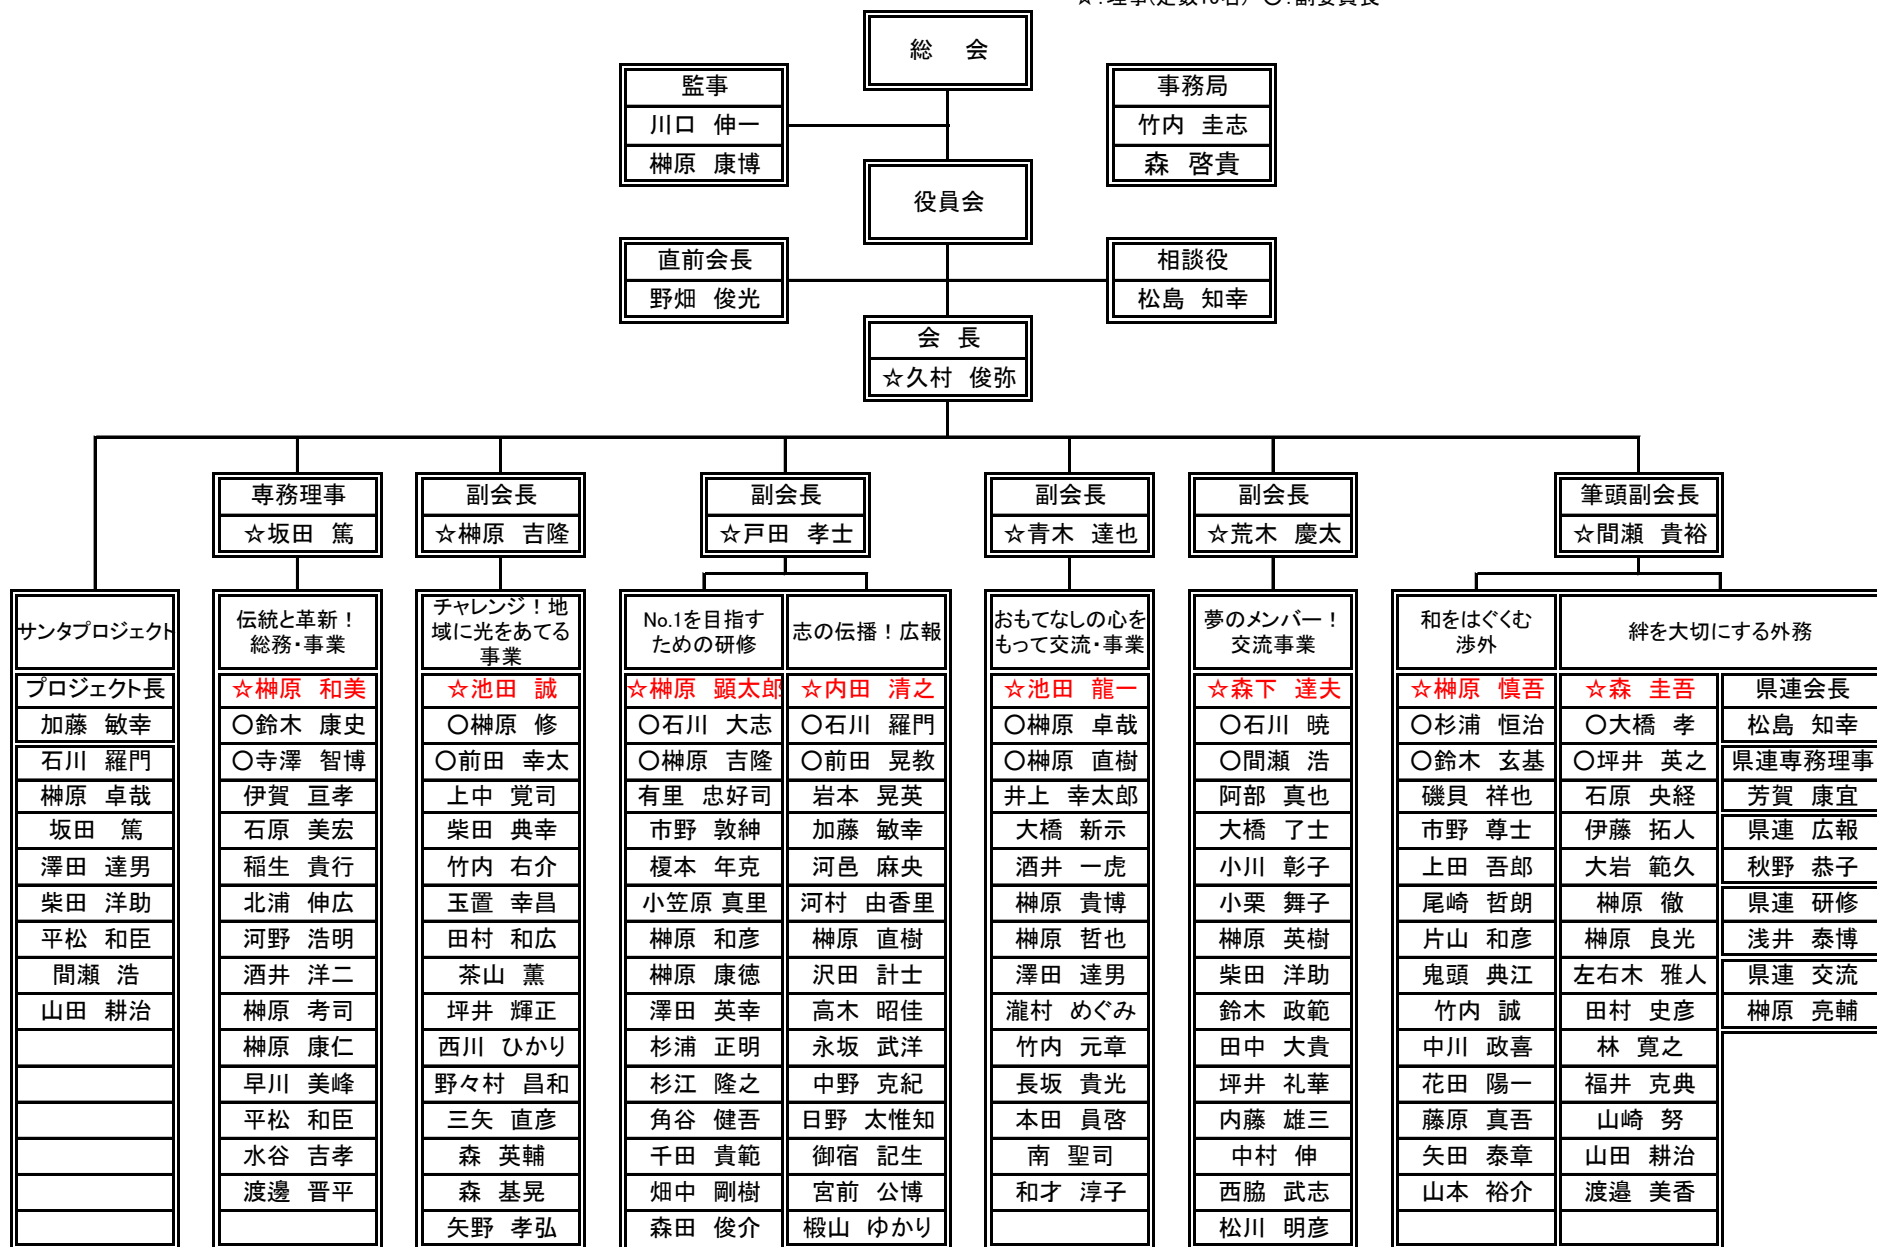 ☆:理事(定数16名) 〇:副委員長
総 会
監事
川口 伸一
榊原 康博
事務局
竹内 圭志
森 啓貴
役員会
直前会長
野畑 俊光
相談役
松島 知幸
会 長
☆久村 俊弥
専務理事
☆坂田 篤
副会長
☆榊原 吉隆
副会長
☆戸田 孝士
副会長
☆青木 達也
副会長
☆荒木 慶太
筆頭副会長
☆間瀬 貴裕
サンタプロジェクト
プロジェクト長
加藤 敏幸
石川 羅門
榊原 卓哉
坂田 篤
澤田 達男
柴田 洋助
平松 和臣
間瀬 浩
山田 耕治
伝統と革新!
総務・事業
☆榊原 和美
〇鈴木 康史
〇寺澤 智博
伊賀 亘孝
石原 美宏
稲生 貴行
北浦 伸広
河野 浩明
酒井 洋二
榊原 考司
榊原 康仁
早川 美峰
平松 和臣
水谷 吉孝
渡邊 晋平
チャレンジ!地
域に光をあてる
事業
☆池田 誠
〇榊原 修
〇前田 幸太
上中 覚司
柴田 典幸
竹内 右介
玉置 幸昌
田村 和広
茶山 薫
坪井 輝正
西川 ひかり
野々村 昌和
三矢 直彦
森 英輔
森 基晃
矢野 孝弘
No.1を目指す
ための研修
☆榊原 顕太郎
〇石川 大志
〇榊原 吉隆
有里 忠好司
市野 敦紳
榎本 年克
小笠原 真里
榊原 和彦
榊原 康徳
澤田 英幸
杉浦 正明
杉江 隆之
角谷 健吾
千田 貴範
畑中 剛樹
森田 俊介
志の伝播!広報
☆内田 清之
〇石川 羅門
〇前田 晃教
岩本 晃英
加藤 敏幸
河邑 麻央
河村 由香里
榊原 直樹
沢田 計士
高木 昭佳
永坂 武洋
中野 克紀
日野 太惟知
御宿 記生
宮前 公博
椴山 ゆかり
おもてなしの心を
もって交流・事業
☆池田 龍一
〇榊原 卓哉
〇榊原 直樹
井上 幸太郎
大橋 新示
酒井 一虎
榊原 貴博
榊原 哲也
澤田 達男
瀧村 めぐみ
竹内 元章
長坂 貴光
本田 員啓
南 聖司
和才 淳子
夢のメンバー!
交流事業
☆森下 達夫
〇石川 暁
〇間瀬 浩
阿部 真也
大橋 了士
小川 彰子
小栗 舞子
榊原 英樹
柴田 洋助
鈴木 政範
田中 大貴
坪井 礼華
内藤 雄三
中村 伸
西脇 武志
松川 明彦
和をはぐくむ
渉外
☆榊原 慎吾
〇杉浦 恒治
〇鈴木 玄基
磯貝 祥也
市野 尊士
上田 吾郎
尾崎 哲朗
片山 和彦
鬼頭 典江
竹内 誠
中川 政喜
花田 陽一
藤原 真吾
矢田 泰章
山本 裕介
絆を大切にする外務
☆森 圭吾
〇大橋 孝
〇坪井 英之
石原 央経
伊藤 拓人
大岩 範久
榊原 徹
榊原 良光
左右木 雅人
田村 史彦
林 寛之
福井 克典
山崎 努
山田 耕治
渡邉 美香
県連会長
松島 知幸
県連専務理事
芳賀 康宜
県連 広報
秋野 恭子
県連 研修
浅井 泰博
県連 交流
榊原 亮輔